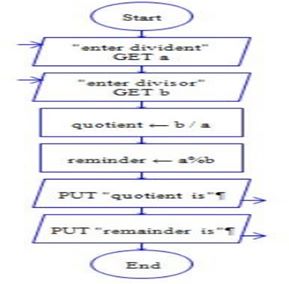 Start
"enter divident"
GET a
"enter divisor"
GET b
quotient ← b / a
reminder ← a%b
PUT "quotient is"¶
PUT "remainder is"¶
End